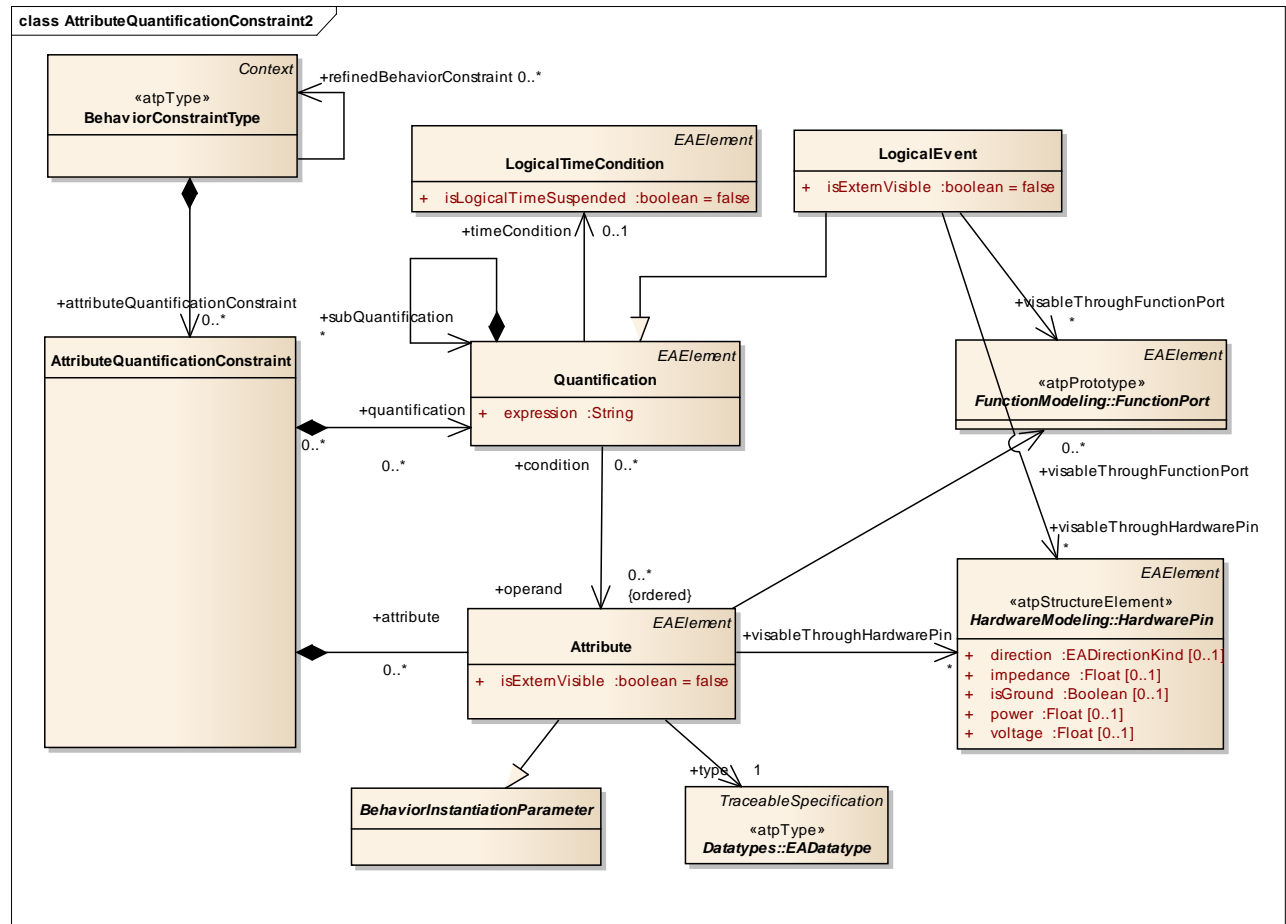 class AttributeQuantificationConstraint2
Context
«atpType»
BehaviorConstraintType
+refinedBehaviorConstraint 0..*
EAElement
LogicalTimeCondition
+ isLogicalTimeSuspended :boolean = false
LogicalEvent
+ isExternVisible :boolean = false
+timeCondition 0..1
+attributeQuantificationConstraint
0..*
+subQuantification
*
+visableThroughFunctionPort
*
AttributeQuantificationConstraint
EAElement
Quantification
+ expression :String
EAElement
«atpPrototype»
FunctionModeling::FunctionPort
+quantification
0..*
0..*
+condition 0..*
0..*
+visableThroughFunctionPort
+visableThroughHardwarePin
*
+operand
0..*
{ordered}
+attribute
0..*
EAElement
Attribute
+ isExternVisible :boolean = false
+visableThroughHardwarePin
*
EAElement
«atpStructureElement»
HardwareModeling::HardwarePin
+ direction :EADirectionKind [0..1]
+ impedance :Float [0..1]
+ isGround :Boolean [0..1]
+ power :Float [0..1]
+ voltage :Float [0..1]
+type 1
BehaviorInstantiationParameter
TraceableSpecification
«atpType»
Datatypes::EADatatype